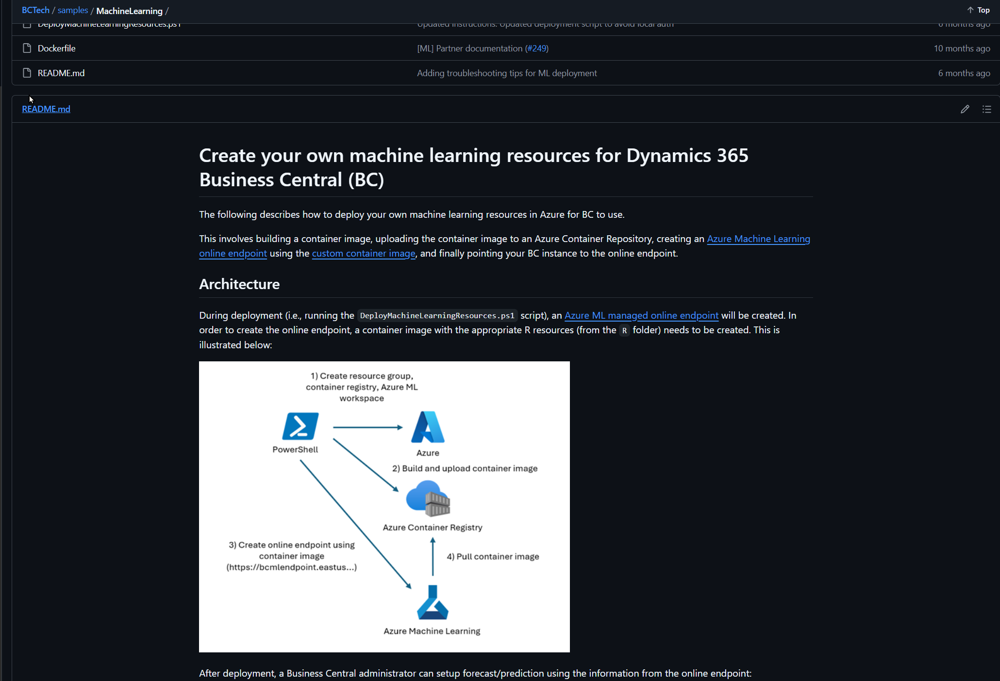 BCTech / samples / MachineLearning /
Top
DeployMachineLearningResources.ps1 Updated instructions. Updated deployment script to avoid local auth 6 months ago
Dockerfile [ML] Partner documentation (#249) 10 months ago
README.md Adding troubleshooting tips for ML deployment 6 months ago
README.md
Create your own machine learning resources for Dynamics 365
Business Central (BC)
The following describes how to deploy your own machine learning resources in Azure for BC to use.
This involves building a container image, uploading the container image to an Azure Container Repository, creating an Azure Machine Learning
online endpoint using the custom container image, and finally pointing your BC instance to the online endpoint.
Architecture
During deployment (i.e., running the DeployMachineLearningResources.ps1 script), an Azure ML managed online endpoint will be created. In
order to create the online endpoint, a container image with the appropriate R resources (from the R folder) needs to be created. This is
illustrated below:
1) Create resource group,
container registry, Azure ML
workspace
PowerShell
Azure
2) Build and upload container image
Azure Container Registry
3) Create online endpoint using
container image
(https://bcmlendpoint.eastus...)
4) Pull container image
Azure Machine Learning
After deployment, a Business Central administrator can setup forecast/prediction using the information from the online endpoint: